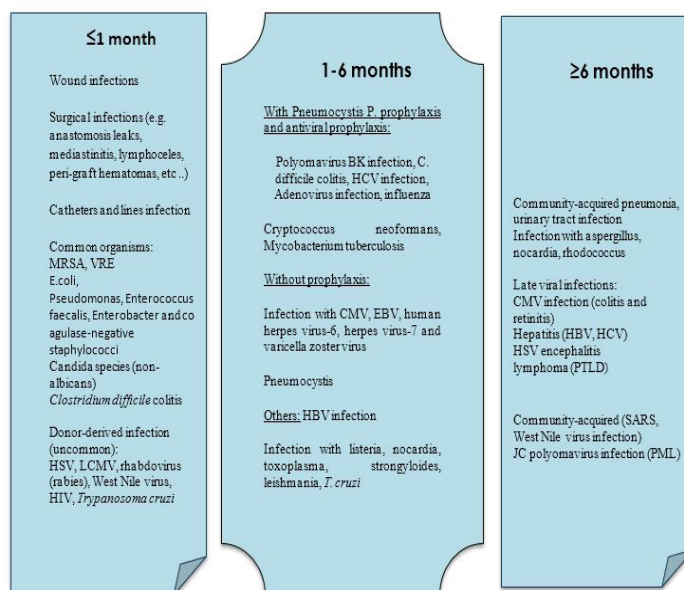 ≤1 month
Wound infections
Surgical infections (e.g.
anastomosis leaks,
mediastinitis, lymphoceles,
peri-graft hematomas, etc ..)
Catheters and lines infection
Common organisms:
MRSA, VRE
E.coli,
Pseudomonas, Enterococcus
faecalis, Enterobacter and co
agulase-negative
staphylococci
Candida species (non-
albicans)
Clostridium difficile colitis
Donor-derived infection
(uncommon):
HSV, LCMV, rhabdovirus
(rabies), West Nile virus,
HIV, Trypanosoma cruzi
1-6 months
With Pneumocystis P. prophylaxis
and antiviral prophylaxis:
Polyomavirus BK infection, C.
difficile colitis, HCV infection,
Adenovirus infection, influenza
Cryptococcus neoformans,
Mycobacterium tuberculosis
Without prophylaxis:
Infection with CMV, EBV, human
herpes virus-6, herpes virus-7 and
varicella zoster virus
Pneumocystis
Others: HBV infection
Infection with listeria, nocardia,
toxoplasma, strongyloides,
leishmania, T. cruzi
≥6 months
Community-acquired pneumonia,
urinary tract infection
Infection with aspergillus,
nocardia, rhodococcus
Late viral infections:
CMV infection (colitis and
retinitis)
Hepatitis (HBV, HCV)
HSV encephalitis
lymphoma (PTLD)
Community-acquired (SARS,
West Nile virus infection)
JC polyomavirus infection (PML)